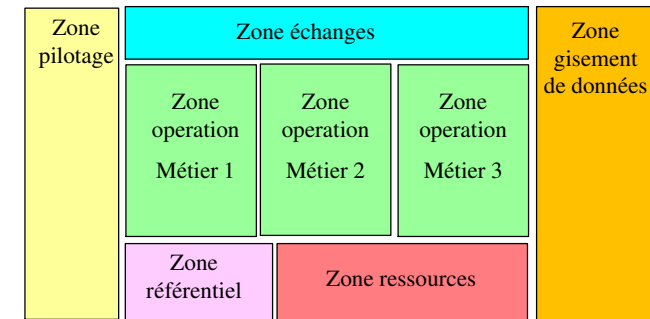 Zone
pilotage
Zone échanges
Zone
gisement
de données
Zone
operation
Métier 1
Zone
operation
Métier 2
Zone
operation
Métier 3
Zone
référentiel
Zone ressources